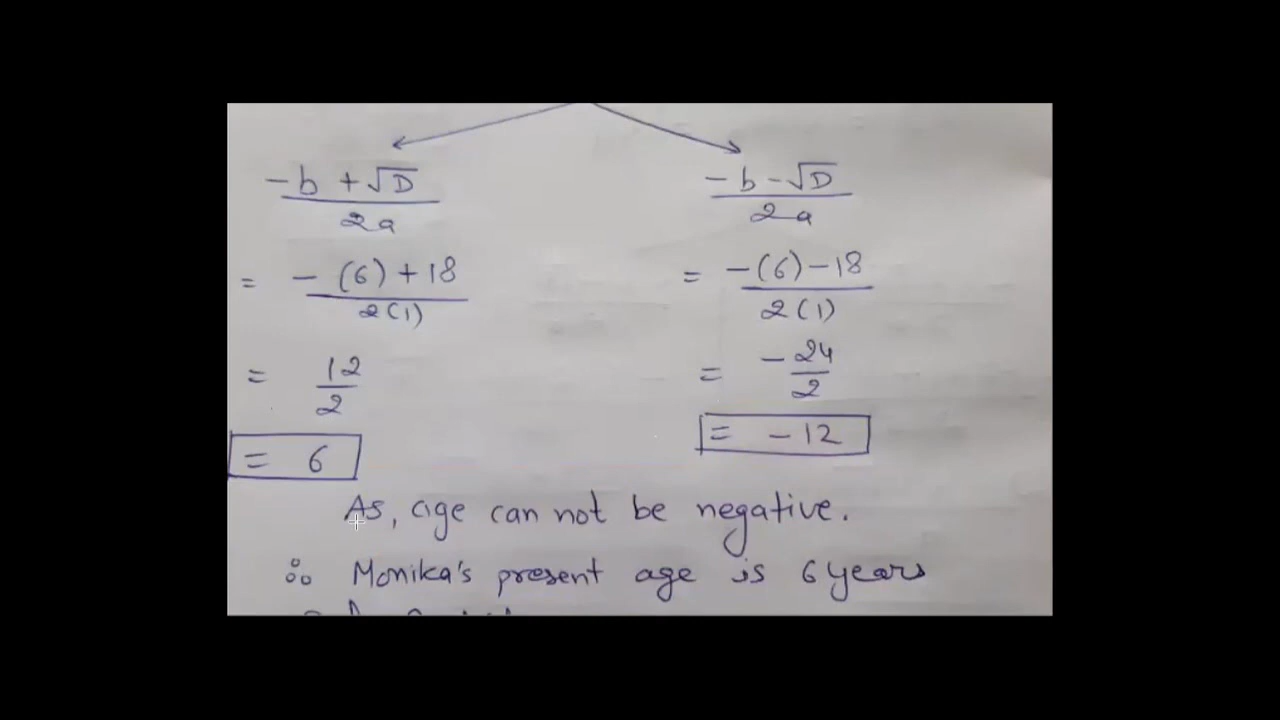 -b +√D / 2a
-b -√D / 2a
= -(6)+18 / 2(1)
= -(6)-18 / 2(1)
= 12/2
= -24/2
= 6
= -12
As, age can not be negative.
∴ Monika's present age is 6 years